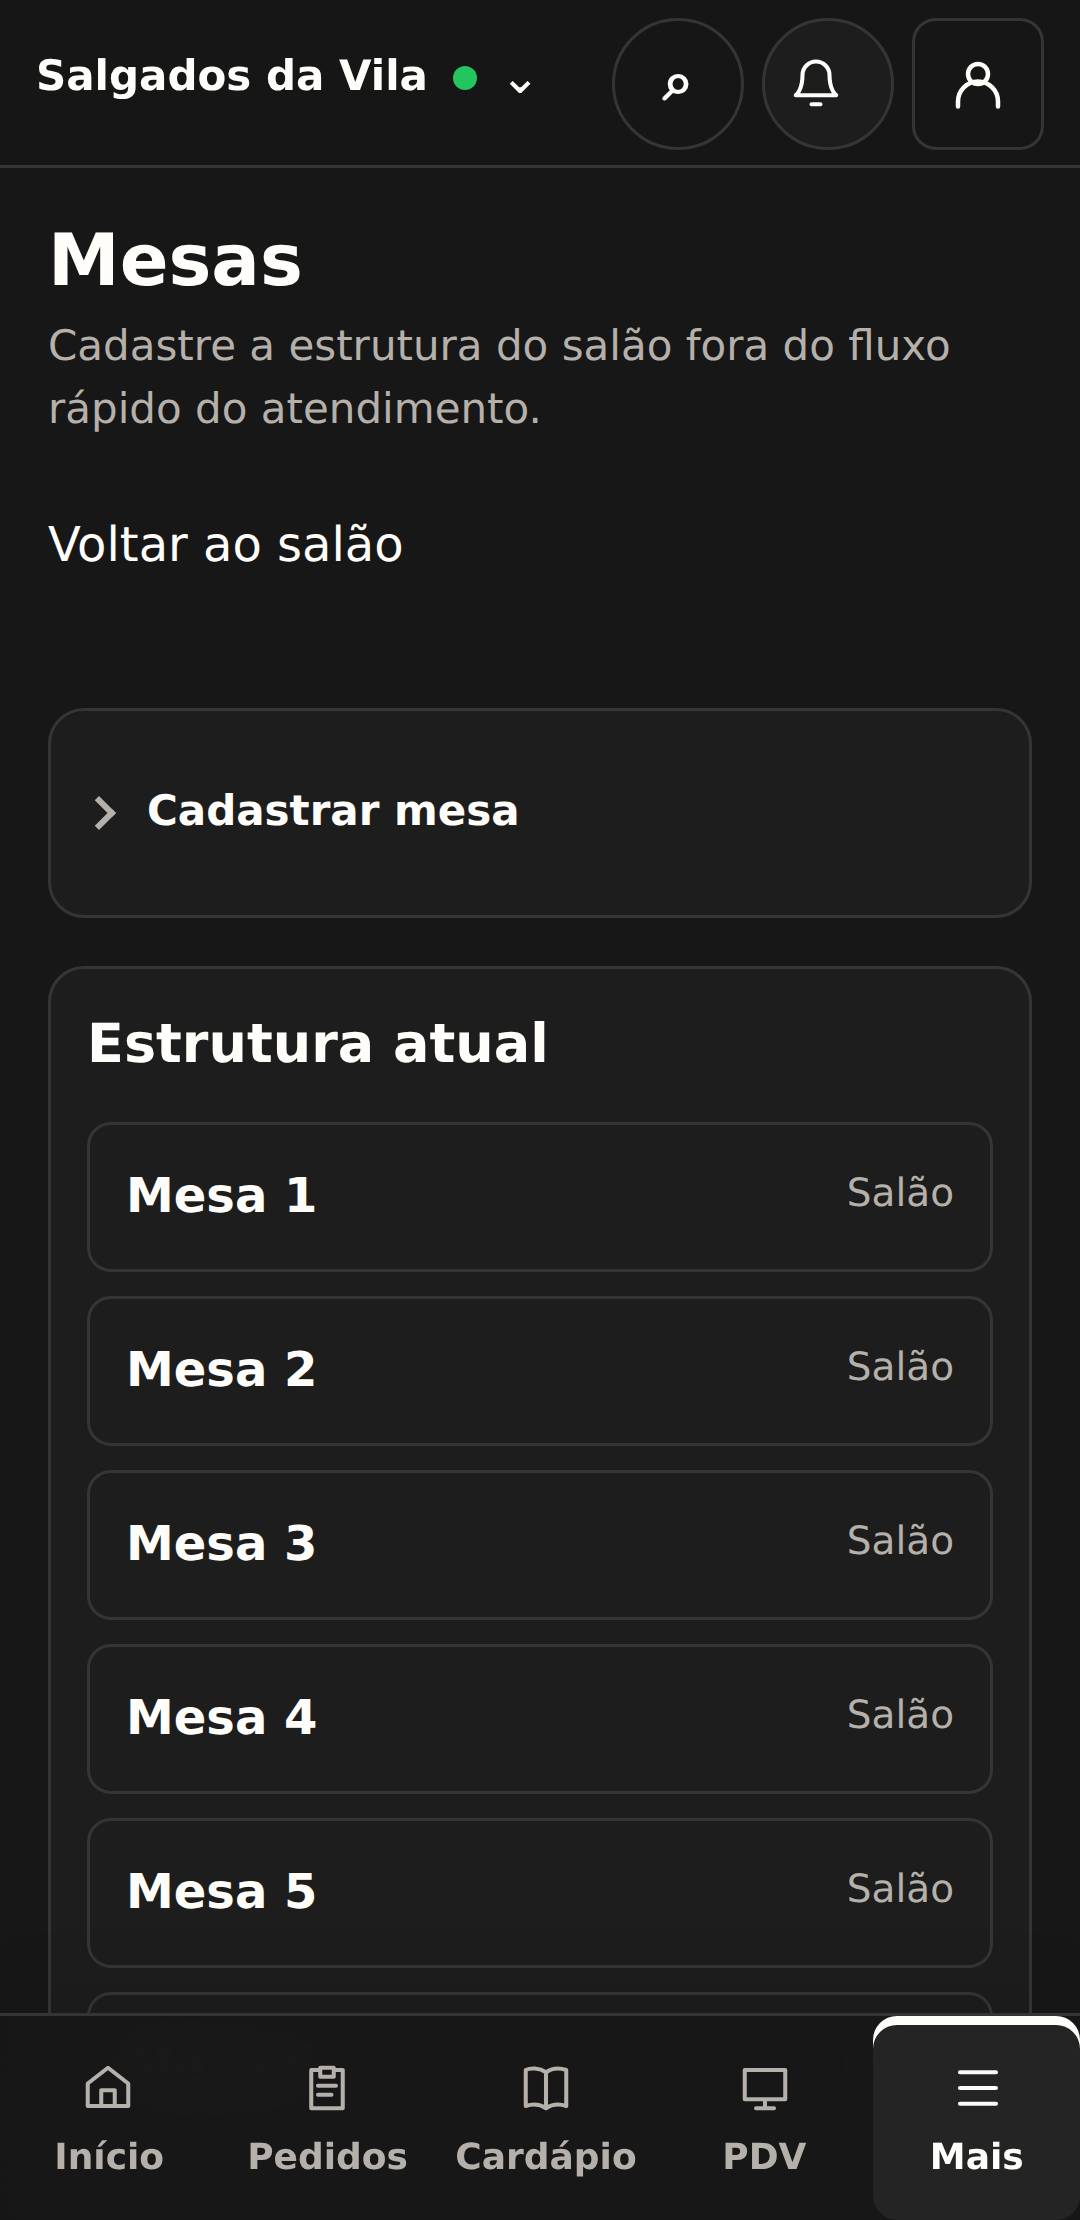 Salgados da Vila
Mesas
Cadastre a estrutura do salão fora do fluxo
rápido do atendimento.
Voltar ao salão
Cadastrar mesa
Estrutura atual
Mesa 1 Salão
Mesa 2 Salão
Mesa 3 Salão
Mesa 4 Salão
Mesa 5 Salão
Início Pedidos Cardápio PDV Mais